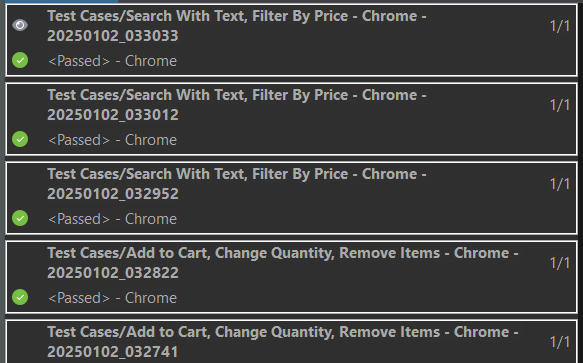 Test Cases/Search With Text, Filter By Price - Chrome -
20250102_033033
1/1
<Passed> - Chrome
Test Cases/Search With Text, Filter By Price - Chrome -
20250102_033012
1/1
<Passed> - Chrome
Test Cases/Search With Text, Filter By Price - Chrome -
20250102_032952
1/1
<Passed> - Chrome
Test Cases/Add to Cart, Change Quantity, Remove Items - Chrome -
20250102_032822
1/1
<Passed> - Chrome
Test Cases/Add to Cart, Change Quantity, Remove Items - Chrome -
20250102_032741
1/1